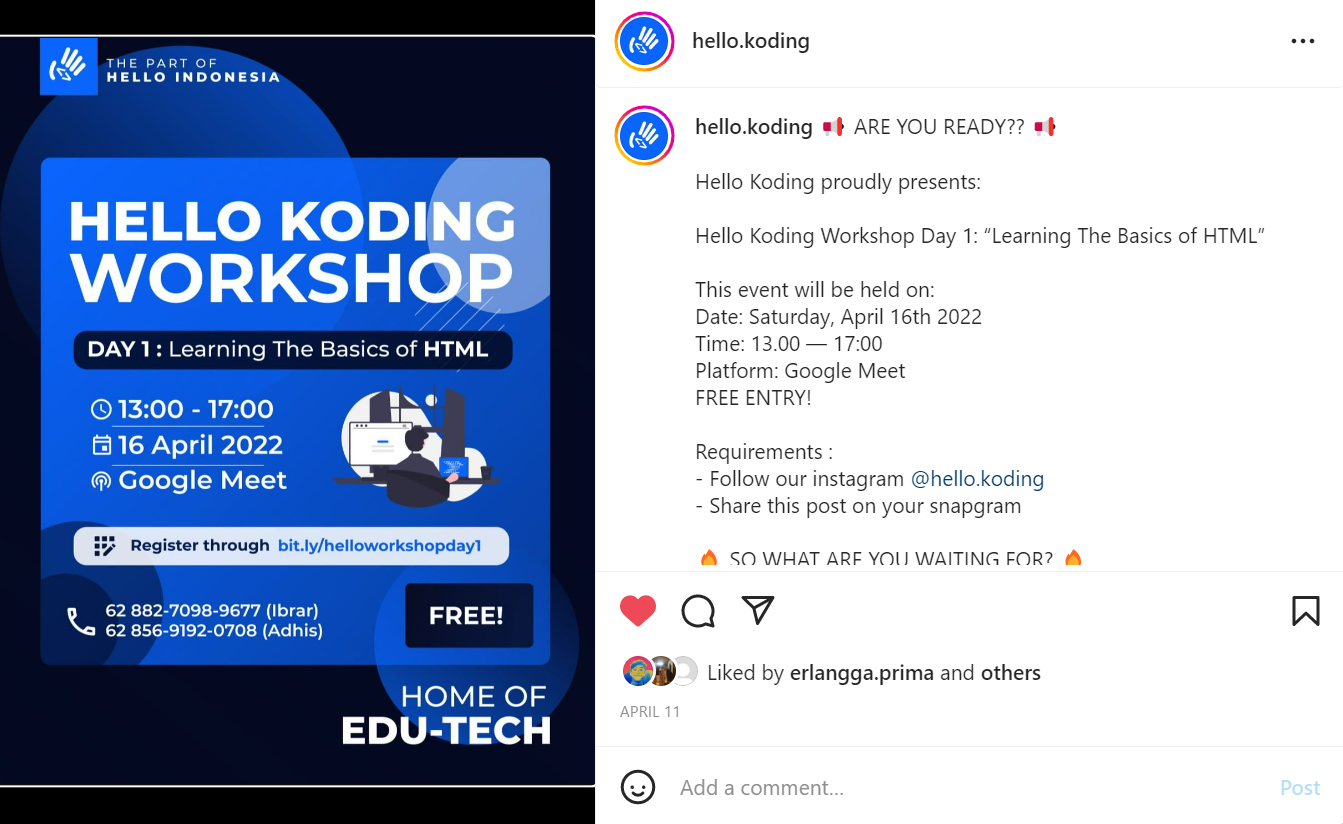 THE PART OF
HELLO INDONESIA
HELLO KODING
WORKSHOP
DAY 1 : Learning The Basics of HTML
13:00 - 17:00
16 April 2022
Google Meet
Register through bit.ly/helloworkshopday1
62 882-7098-9677 (Ibrar)
62 856-9192-0708 (Adhis)
FREE!
HOME OF
EDU-TECH
hello.koding
hello.koding 📢 ARE YOU READY?? 📢
Hello Koding proudly presents:
Hello Koding Workshop Day 1: “Learning The Basics of HTML”
This event will be held on:
Date: Saturday, April 16th 2022
Time: 13.00 — 17:00
Platform: Google Meet
FREE ENTRY!
Requirements :
- Follow our instagram @hello.koding
- Share this post on your snapgram
🔥 SO WHAT ARE YOU WAITING FOR? 🔥
Liked by erlangga.prima and others
APRIL 11
Add a comment...
Post